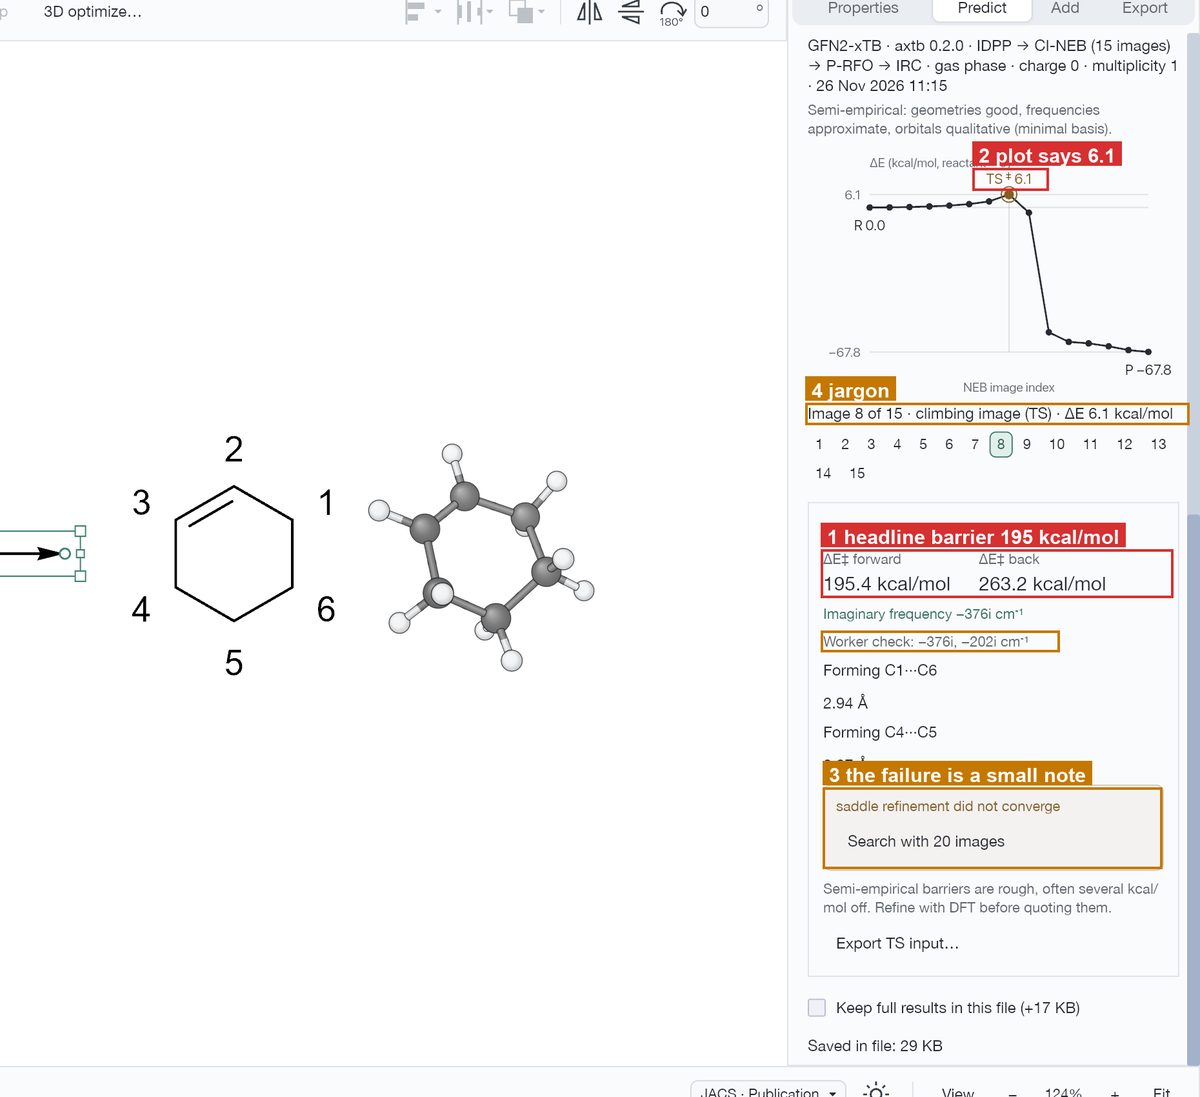 3D optimize…
180°
0 °
Properties Predict Add Export
GFN2-xTB · axtb 0.2.0 · IDPP → CI-NEB (15 images)
→ P-RFO → IRC · gas phase · charge 0 · multiplicity 1
· 26 Nov 2026 11:15
Semi-empirical: geometries good, frequencies
approximate, orbitals qualitative (minimal basis).
2 plot says 6.1
ΔE (kcal/mol,
TS ‡ 6.1
6.1
R 0.0
−67.8
P −67.8
4 jargon
NEB image index
Image 8 of 15 · climbing image (TS) · ΔE 6.1 kcal/mol
1 2 3 4 5 6 7 8 9 10 11 12 13
14 15
2
3 1
4 6
5
1 headline barrier 195 kcal/mol
ΔE‡ forward ΔE‡ back
195.4 kcal/mol 263.2 kcal/mol
Imaginary frequency −376i cm⁻¹
Worker check: −376i, −202i cm⁻¹
Forming C1···C6
2.94 Å
Forming C4···C5
3 the failure is a small note
saddle refinement did not converge
Search with 20 images
Semi-empirical barriers are rough, often several kcal/
mol off. Refine with DFT before quoting them.
Export TS input…
Keep full results in this file (+17 KB)
Saved in file: 29 KB
JACS · Publication View − 124% + Fit